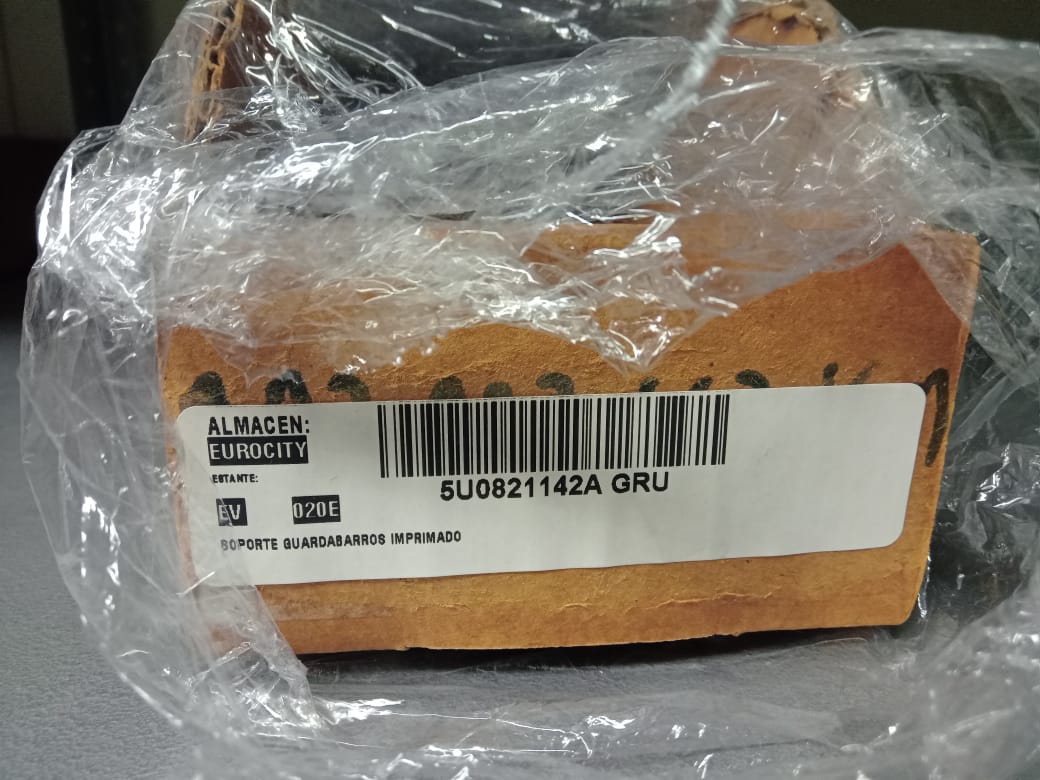 ALMACEN:
EUROCITY
ESTANTE:
EV 020E
5U0821142A GRU
SOPORTE GUARDABARROS IMPRIMADO